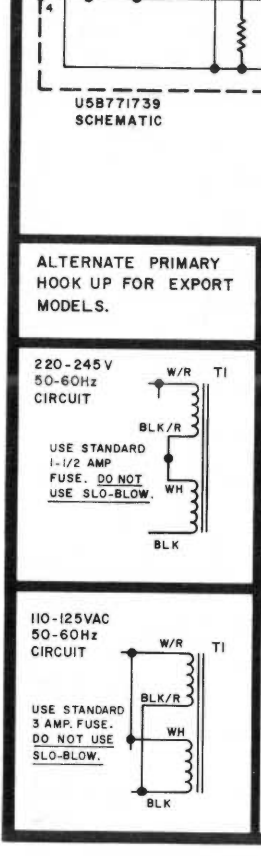 4
U5B771739
SCHEMATIC
ALTERNATE PRIMARY
HOOK UP FOR EXPORT
MODELS.
220-245V
50-60Hz
CIRCUIT
W/R T1
BLK/R
USE STANDARD
1-1/2 AMP
FUSE. DO NOT
USE SLO-BLOW.
WH
BLK
110-125VAC
50-60Hz
CIRCUIT
W/R T1
BLK/R
USE STANDARD
3 AMP. FUSE.
DO NOT USE
SLO-BLOW.
WH
BLK